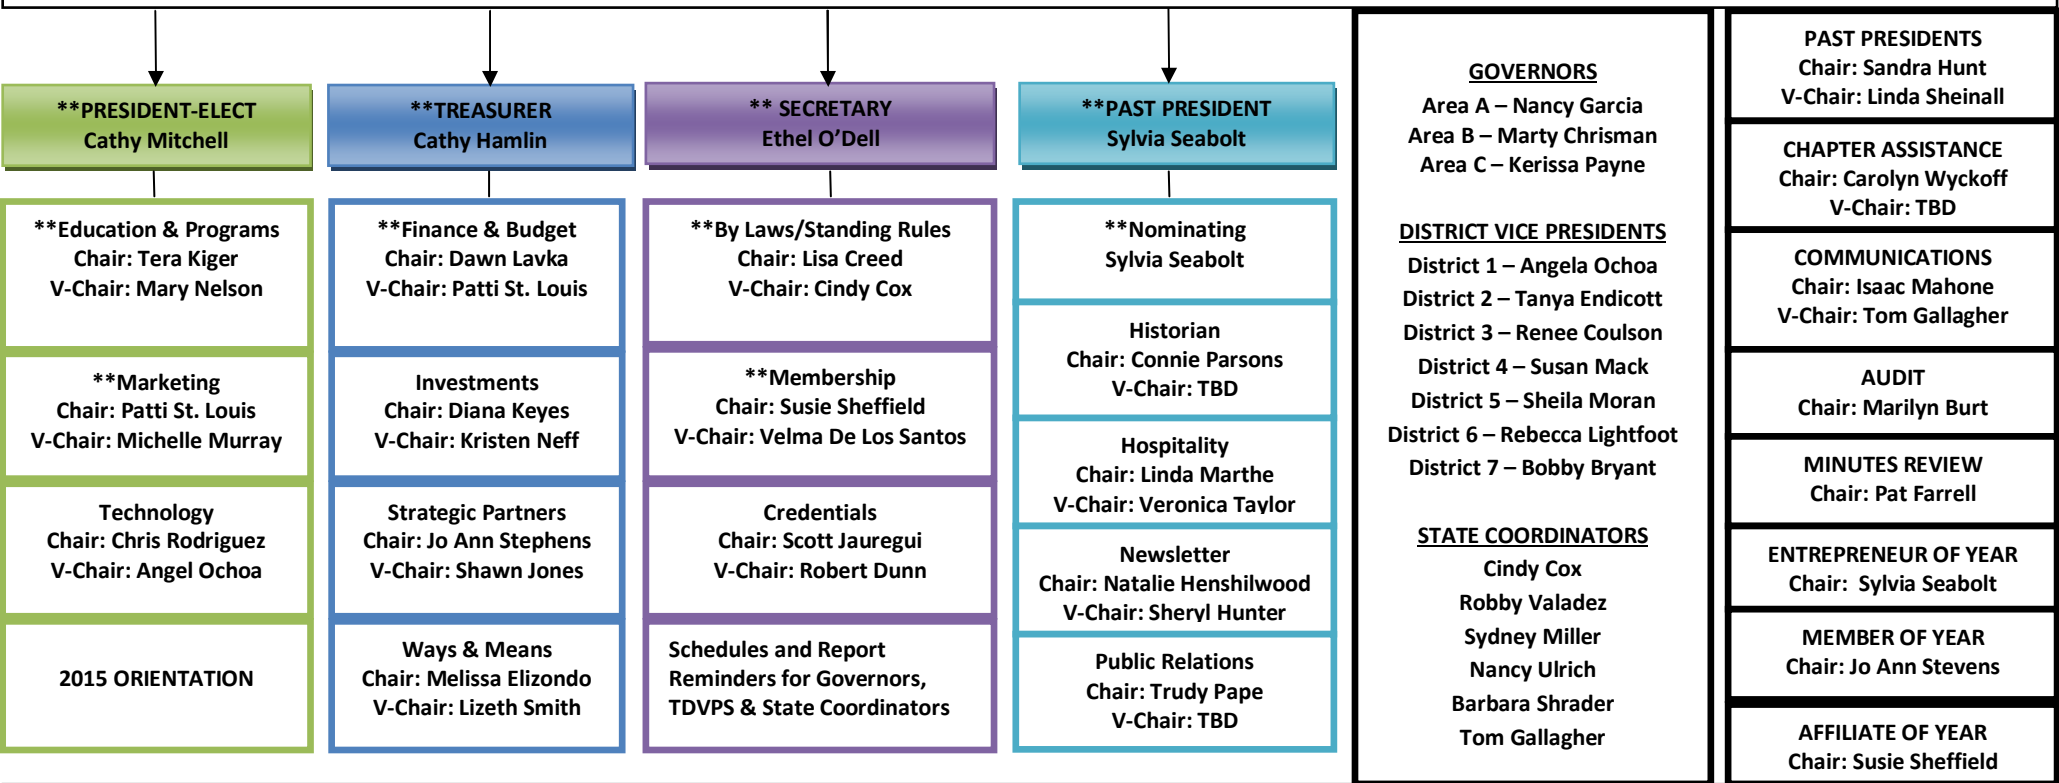 **PRESIDENT-ELECT
Cathy Mitchell
**Education & Programs
Chair: Tera Kiger
V-Chair: Mary Nelson
**Marketing
Chair: Patti St. Louis
V-Chair: Michelle Murray
Technology
Chair: Chris Rodriguez
V-Chair: Angel Ochoa
2015 ORIENTATION
**TREASURER
Cathy Hamlin
**Finance & Budget
Chair: Dawn Lavka
V-Chair: Patti St. Louis
Investments
Chair: Diana Keyes
V-Chair: Kristen Neff
Strategic Partners
Chair: Jo Ann Stephens
V-Chair: Shawn Jones
Ways & Means
Chair: Melissa Elizondo
V-Chair: Lizeth Smith
** SECRETARY
Ethel O’Dell
**By Laws/Standing Rules
Chair: Lisa Creed
V-Chair: Cindy Cox
**Membership
Chair: Susie Sheffield
V-Chair: Velma De Los Santos
Credentials
Chair: Scott Jauregui
V-Chair: Robert Dunn
Schedules and Report
Reminders for Governors,
TDVPS & State Coordinators
**PAST PRESIDENT
Sylvia Seabolt
**Nominating
Sylvia Seabolt
Historian
Chair: Connie Parsons
V-Chair: TBD
Hospitality
Chair: Linda Marthe
V-Chair: Veronica Taylor
Newsletter
Chair: Natalie Henshilwood
V-Chair: Sheryl Hunter
Public Relations
Chair: Trudy Pape
V-Chair: TBD
GOVERNORS
Area A – Nancy Garcia
Area B – Marty Chrisman
Area C – Kerissa Payne
DISTRICT VICE PRESIDENTS
District 1 – Angela Ochoa
District 2 – Tanya Endicott
District 3 – Renee Coulson
District 4 – Susan Mack
District 5 – Sheila Moran
District 6 – Rebecca Lightfoot
District 7 – Bobby Bryant
STATE COORDINATORS
Cindy Cox
Robby Valadez
Sydney Miller
Nancy Ulrich
Barbara Shrader
Tom Gallagher
PAST PRESIDENTS
Chair: Sandra Hunt
V-Chair: Linda Sheinall
CHAPTER ASSISTANCE
Chair: Carolyn Wyckoff
V-Chair: TBD
COMMUNICATIONS
Chair: Isaac Mahone
V-Chair: Tom Gallagher
AUDIT
Chair: Marilyn Burt
MINUTES REVIEW
Chair: Pat Farrell
ENTREPRENEUR OF YEAR
Chair: Sylvia Seabolt
MEMBER OF YEAR
Chair: Jo Ann Stevens
AFFILIATE OF YEAR
Chair: Susie Sheffield